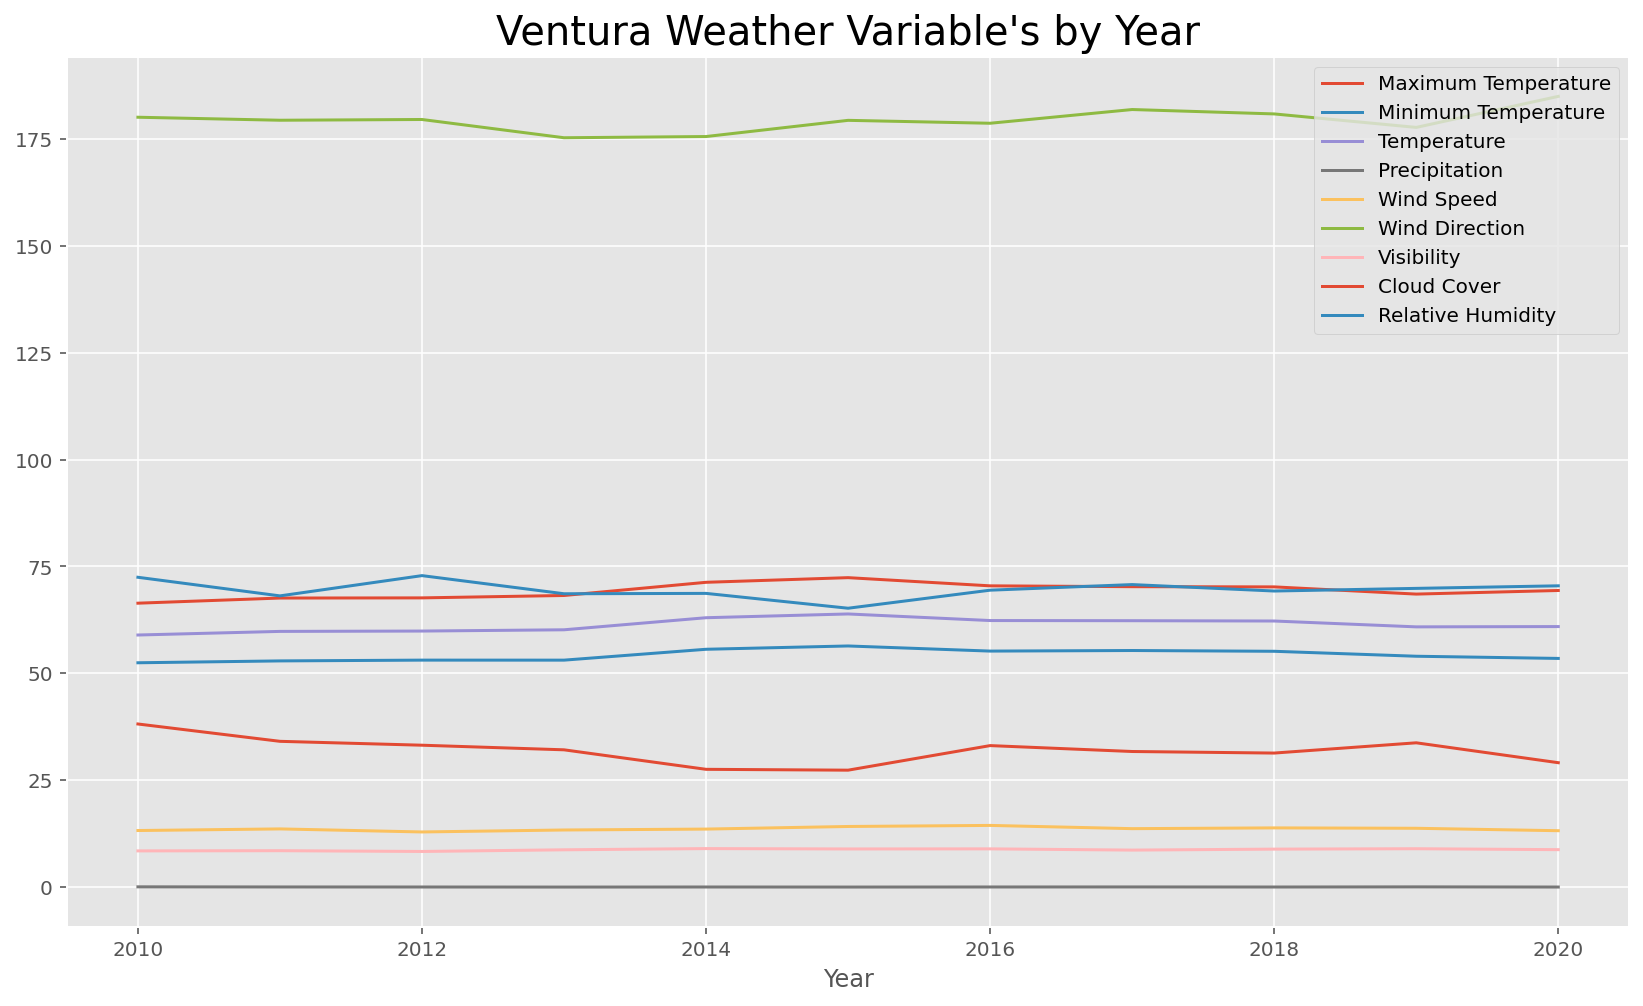 Ventura Weather Variable's by Year
Maximum Temperature
Minimum Temperature
Temperature
Precipitation
Wind Speed
Wind Direction
Visibility
Cloud Cover
Relative Humidity
175
150
125
100
75
50
25
0
2010 2012 2014 2016 2018 2020
Year